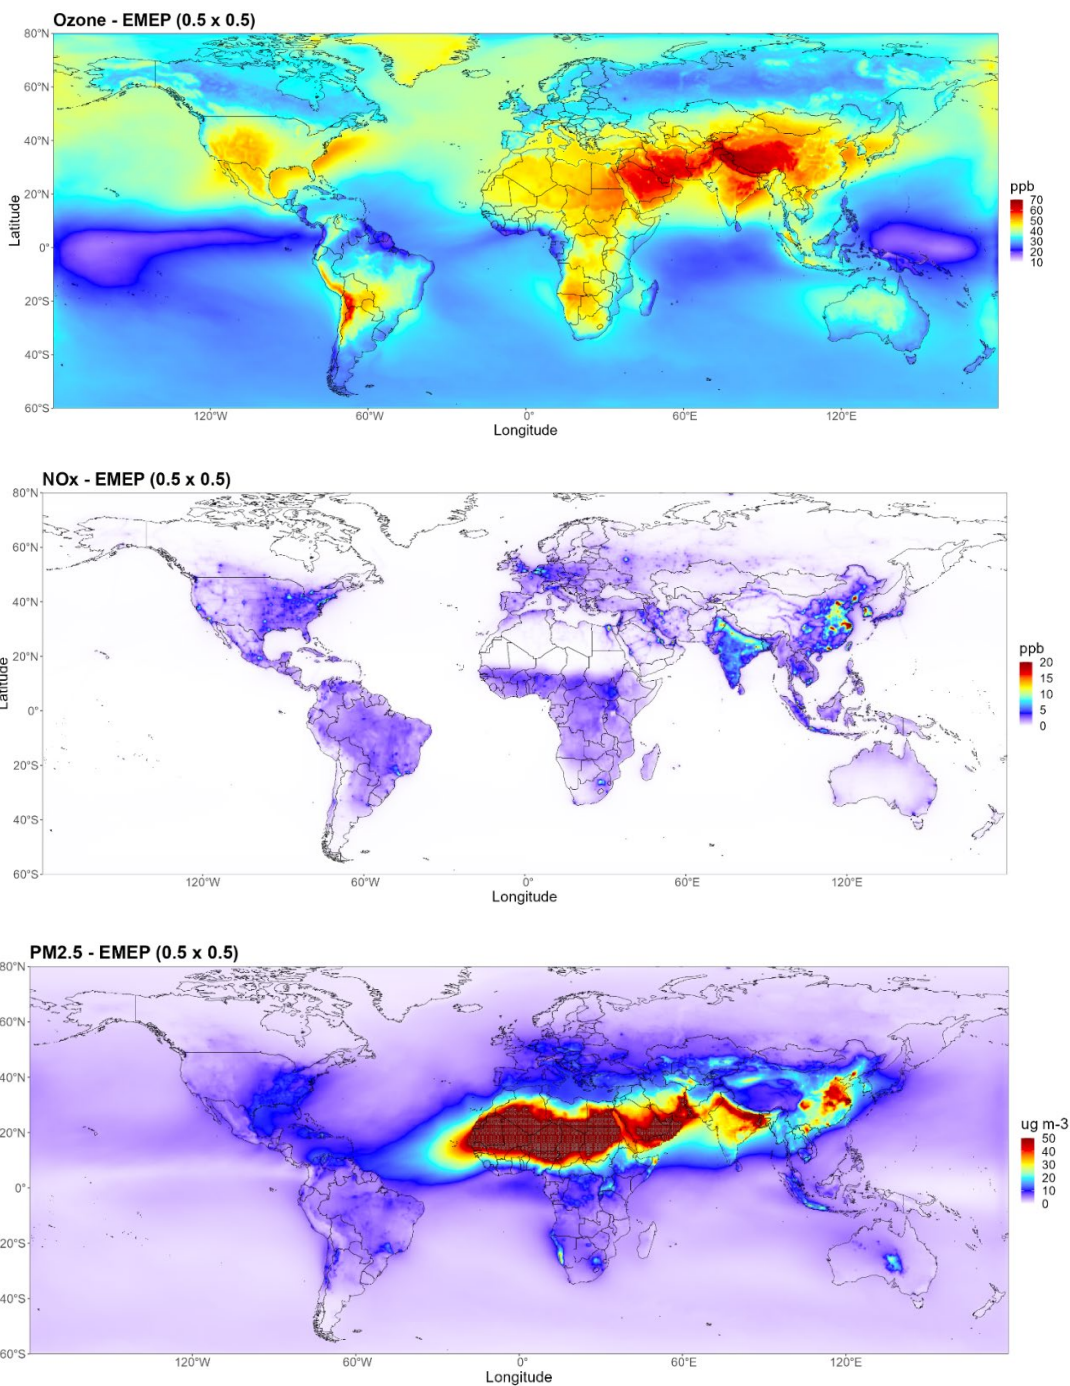 Ozone - EMEP (0.5 x 0.5)
80°N
60°N
40°N
20°N
0°
20°S
40°S
60°S
Latitude
120°W 60°W 0° 60°E 120°E
Longitude
ppb
70
60
50
40
30
20
10
NOx - EMEP (0.5 x 0.5)
80°N
60°N
40°N
20°N
0°
20°S
40°S
60°S
Latitude
120°W 60°W 0° 60°E 120°E
Longitude
ppb
20
15
10
5
0
PM2.5 - EMEP (0.5 x 0.5)
80°N
60°N
40°N
20°N
0°
20°S
40°S
60°S
120°W 60°W 0° 60°E 120°E
Longitude
ug m-3
50
40
30
20
10
0